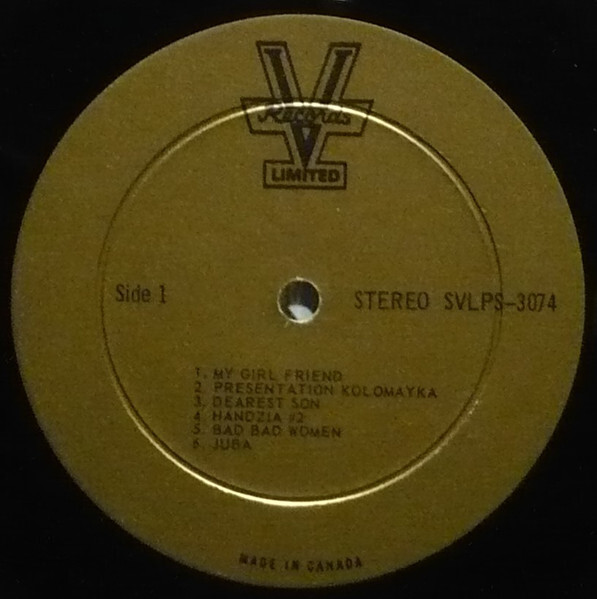 V
Records
LIMITED
Side 1
STEREO SVLPS-3074
1. MY GIRL FRIEND
2. PRESENTATION KOLOMAYKA
3. DEAREST SON
4. HANDZIA #2
5. BAD BAD WOMEN
6. JUBA
MADE IN CANADA